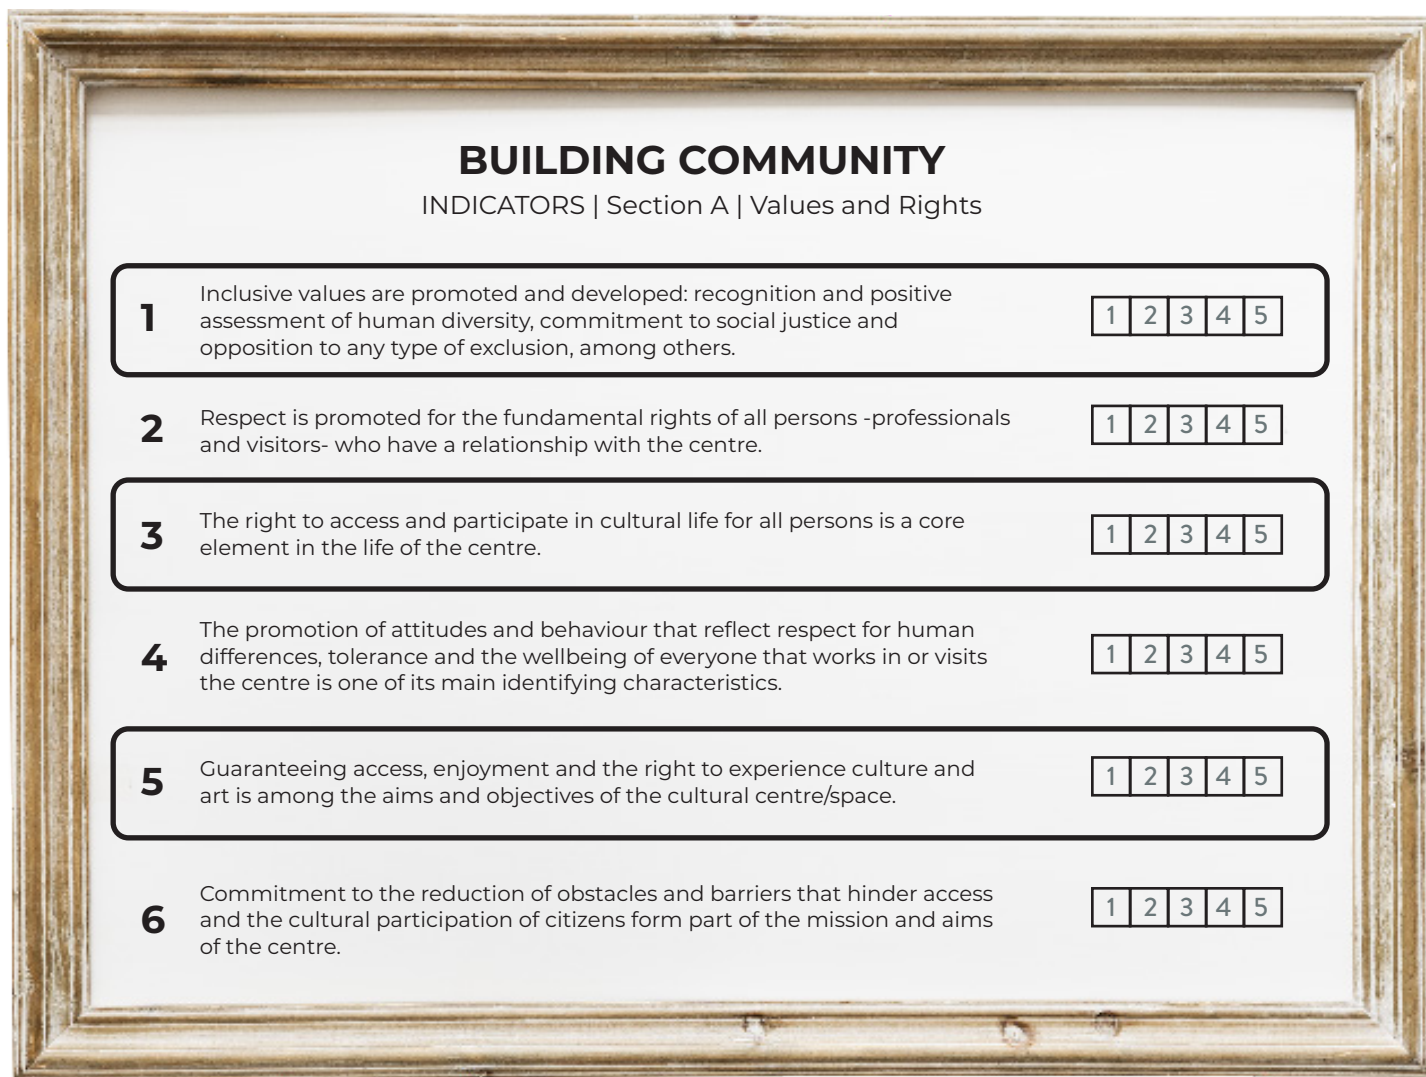 BUILDING COMMUNITY
INDICATORS | Section A | Values and Rights
1
Inclusive values are promoted and developed: recognition and positive
assessment of human diversity, commitment to social justice and
opposition to any type of exclusion, among others.
1 2 3 4 5
2
Respect is promoted for the fundamental rights of all persons -professionals
and visitors- who have a relationship with the centre.
1 2 3 4 5
3
The right to access and participate in cultural life for all persons is a core
element in the life of the centre.
1 2 3 4 5
4
The promotion of attitudes and behaviour that reflect respect for human
differences, tolerance and the wellbeing of everyone that works in or visits
the centre is one of its main identifying characteristics.
1 2 3 4 5
5
Guaranteeing access, enjoyment and the right to experience culture and
art is among the aims and objectives of the cultural centre/space.
1 2 3 4 5
6
Commitment to the reduction of obstacles and barriers that hinder access
and the cultural participation of citizens form part of the mission and aims
of the centre.
1 2 3 4 5